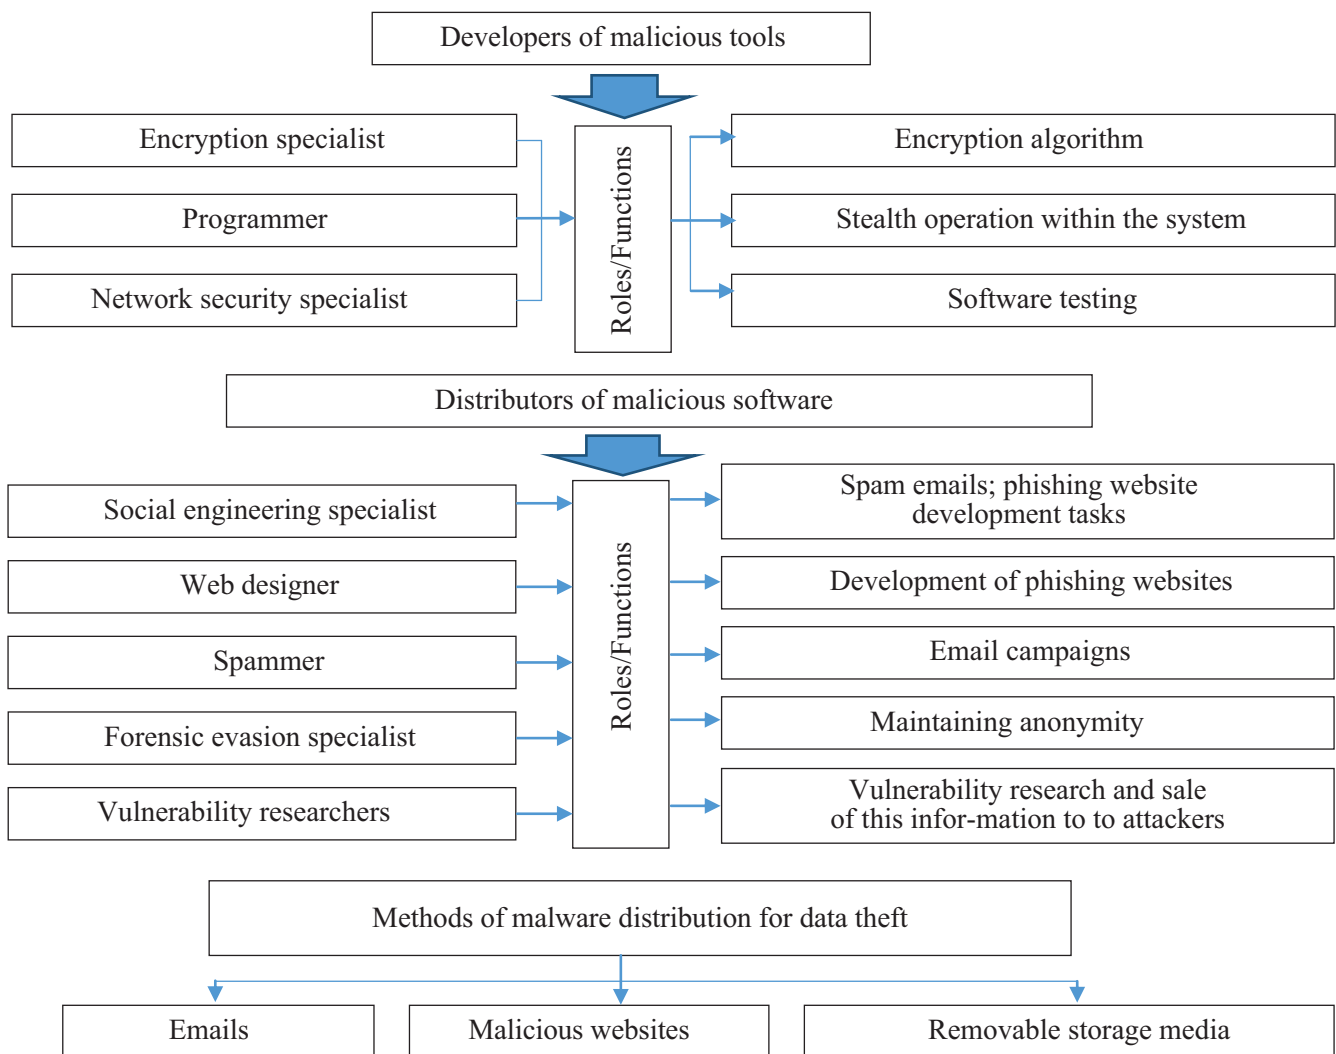 Developers of malicious tools
Encryption specialist
Programmer
Network security specialist
Roles/Functions
Encryption algorithm
Stealth operation within the system
Software testing
Distributors of malicious software
Social engineering specialist
Web designer
Spammer
Forensic evasion specialist
Vulnerability researchers
Roles/Functions
Spam emails; phishing website
development tasks
Development of phishing websites
Email campaigns
Maintaining anonymity
Vulnerability research and sale
of this infor-mation to to attackers
Methods of malware distribution for data theft
Emails
Malicious websites
Removable storage media